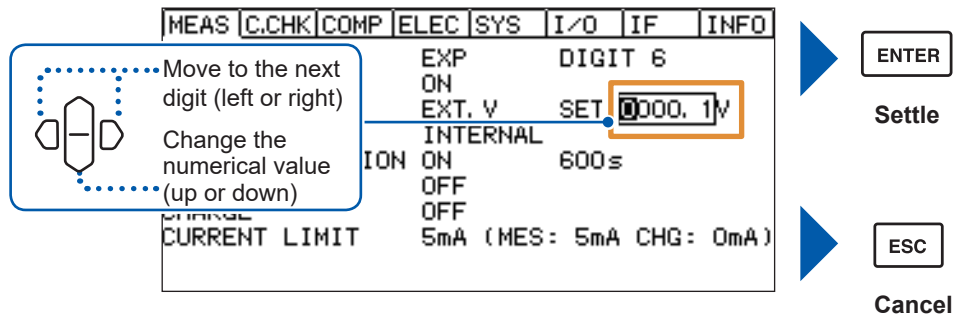 MEAS C.CHK COMP ELEC SYS I/O IF INFO
EXP DIGIT 6
ON
EXT. V SET 0000. 1V
INTERNAL
ION ON 600s
OFF
OFF
CURRENT LIMIT 5mA (MES: 5mA CHG: 0mA)
Move to the next
digit (left or right)
Change the
numerical value
(up or down)
ENTER
Settle
ESC
Cancel